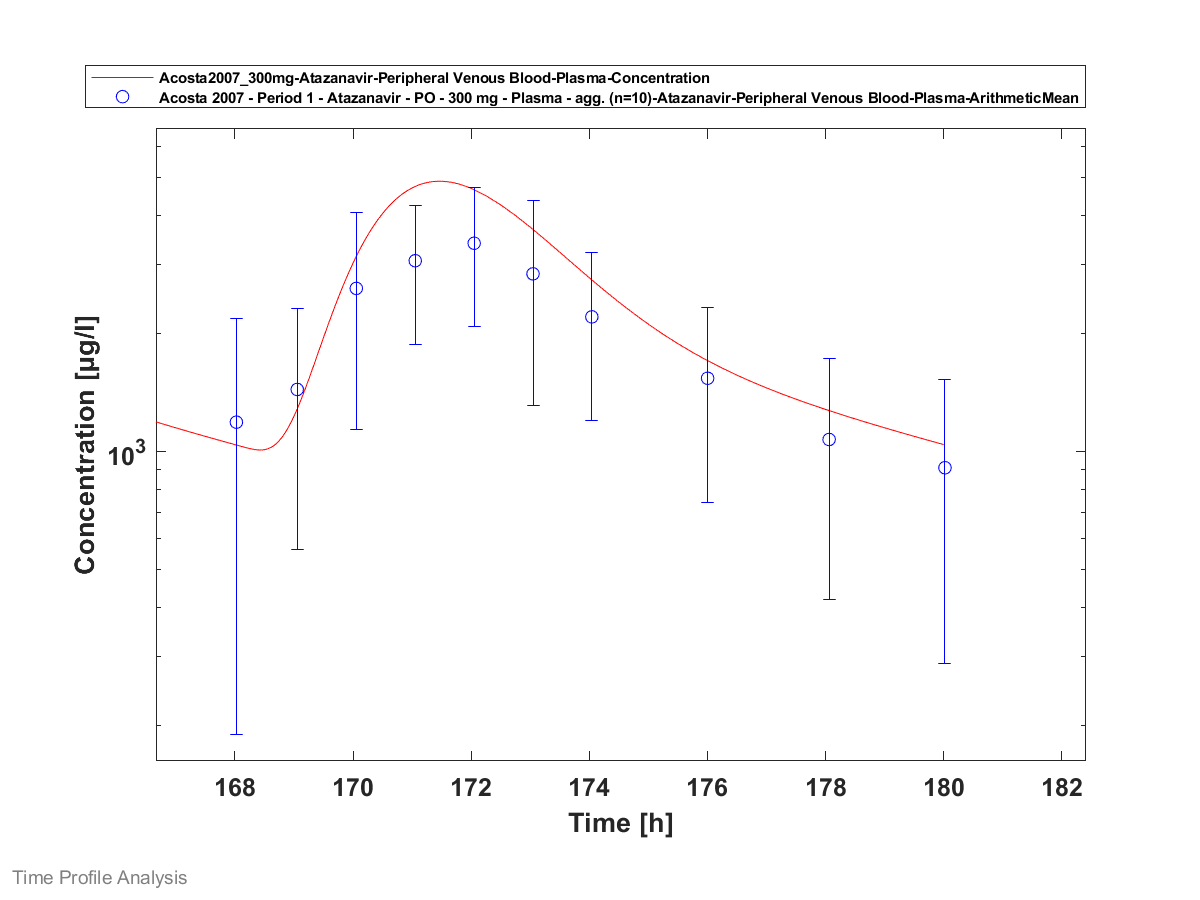 Acosta2007_300mg-Atazanavir-Peripheral Venous Blood-Plasma-Concentration
Acosta 2007 - Period 1 - Atazanavir - PO - 300 mg - Plasma - agg. (n=10)-Atazanavir-Peripheral Venous Blood-Plasma-ArithmeticMean
Concentration [µg/l]
10³
168 170 172 174 176 178 180 182
Time [h]
Time Profile Analysis